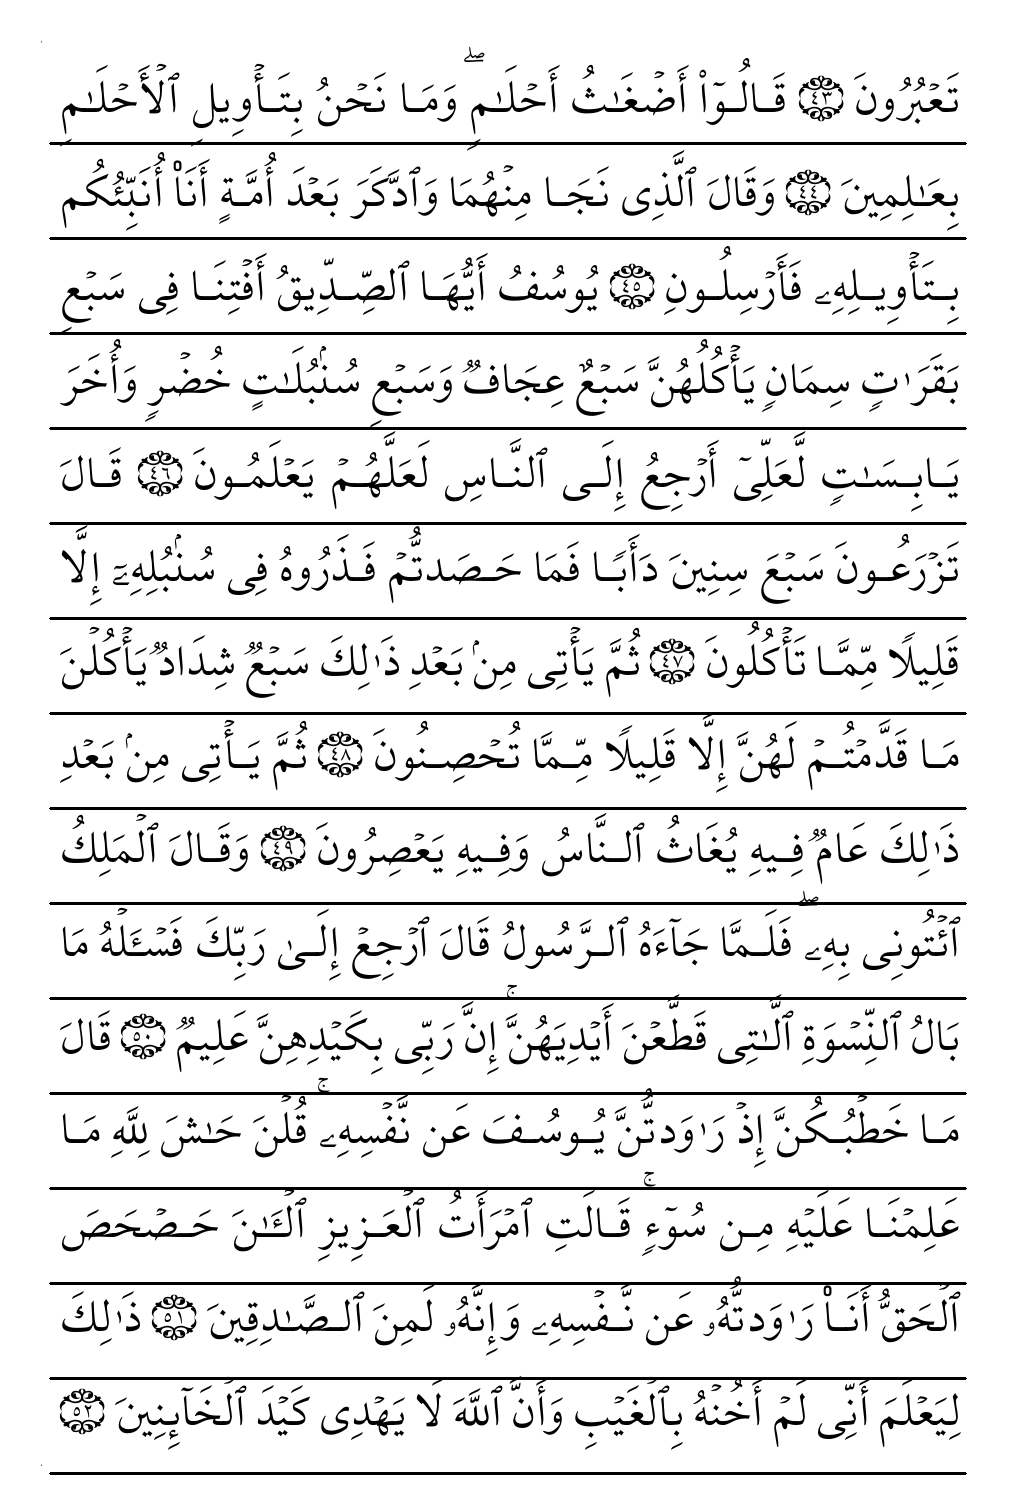 تَعْبُرُونَ ﴿٤٣﴾ قَالُوٓا۟ أَضْغَـٰثُ أَحْلَـٰمٍۢ ۖ وَمَا نَحْنُ بِتَأْوِيلِ ٱلْأَحْلَـٰمِ
بِعَـٰلِمِينَ ﴿٤٤﴾ وَقَالَ ٱلَّذِى نَجَا مِنْهُمَا وَٱدَّكَرَ بَعْدَ أُمَّةٍ أَنَا۠ أُنَبِّئُكُم
بِتَأْوِيلِهِۦ فَأَرْسِلُونِ ﴿٤٥﴾ يُوسُفُ أَيُّهَا ٱلصِّدِّيقُ أَفْتِنَا فِى سَبْعِ
بَقَرَٰتٍۢ سِمَانٍۢ يَأْكُلُهُنَّ سَبْعٌ عِجَافٌۭ وَسَبْعِ سُنۢبُلَـٰتٍ خُضْرٍۢ وَأُخَرَ
يَابِسَـٰتٍۢ لَّعَلِّىٓ أَرْجِعُ إِلَى ٱلنَّاسِ لَعَلَّهُمْ يَعْلَمُونَ ﴿٤٦﴾ قَالَ
تَزْرَعُونَ سَبْعَ سِنِينَ دَأَبًۭا فَمَا حَصَدتُّمْ فَذَرُوهُ فِى سُنۢبُلِهِۦٓ إِلَّا
قَلِيلًۭا مِّمَّا تَأْكُلُونَ ﴿٤٧﴾ ثُمَّ يَأْتِى مِنۢ بَعْدِ ذَٰلِكَ سَبْعٌۭ شِدَادٌۭ يَأْكُلْنَ
مَا قَدَّمْتُمْ لَهُنَّ إِلَّا قَلِيلًۭا مِّمَّا تُحْصِنُونَ ﴿٤٨﴾ ثُمَّ يَأْتِى مِنۢ بَعْدِ
ذَٰلِكَ عَامٌۭ فِيهِ يُغَاثُ ٱلنَّاسُ وَفِيهِ يَعْصِرُونَ ﴿٤٩﴾ وَقَالَ ٱلْمَلِكُ
ٱئْتُونِى بِهِۦ ۖ فَلَمَّا جَآءَهُ ٱلرَّسُولُ قَالَ ٱرْجِعْ إِلَىٰ رَبِّكَ فَسْـَٔلْهُ مَا
بَالُ ٱلنِّسْوَةِ ٱلَّـٰتِى قَطَّعْنَ أَيْدِيَهُنَّ ۚ إِنَّ رَبِّى بِكَيْدِهِنَّ عَلِيمٌۭ ﴿٥٠﴾ قَالَ
مَا خَطْبُكُنَّ إِذْ رَٰوَدتُّنَّ يُوسُفَ عَن نَّفْسِهِۦ ۚ قُلْنَ حَـٰشَ لِلَّهِ مَا
عَلِمْنَا عَلَيْهِ مِن سُوٓءٍۢ ۚ قَالَتِ ٱمْرَأَتُ ٱلْعَزِيزِ ٱلْـَٔـٰنَ حَصْحَصَ
ٱلْحَقُّ أَنَا۠ رَٰوَدتُّهُۥ عَن نَّفْسِهِۦ وَإِنَّهُۥ لَمِنَ ٱلصَّـٰدِقِينَ ﴿٥١﴾ ذَٰلِكَ
لِيَعْلَمَ أَنِّى لَمْ أَخُنْهُ بِٱلْغَيْبِ وَأَنَّ ٱللَّهَ لَا يَهْدِى كَيْدَ ٱلْخَآئِنِينَ ﴿٥٢﴾